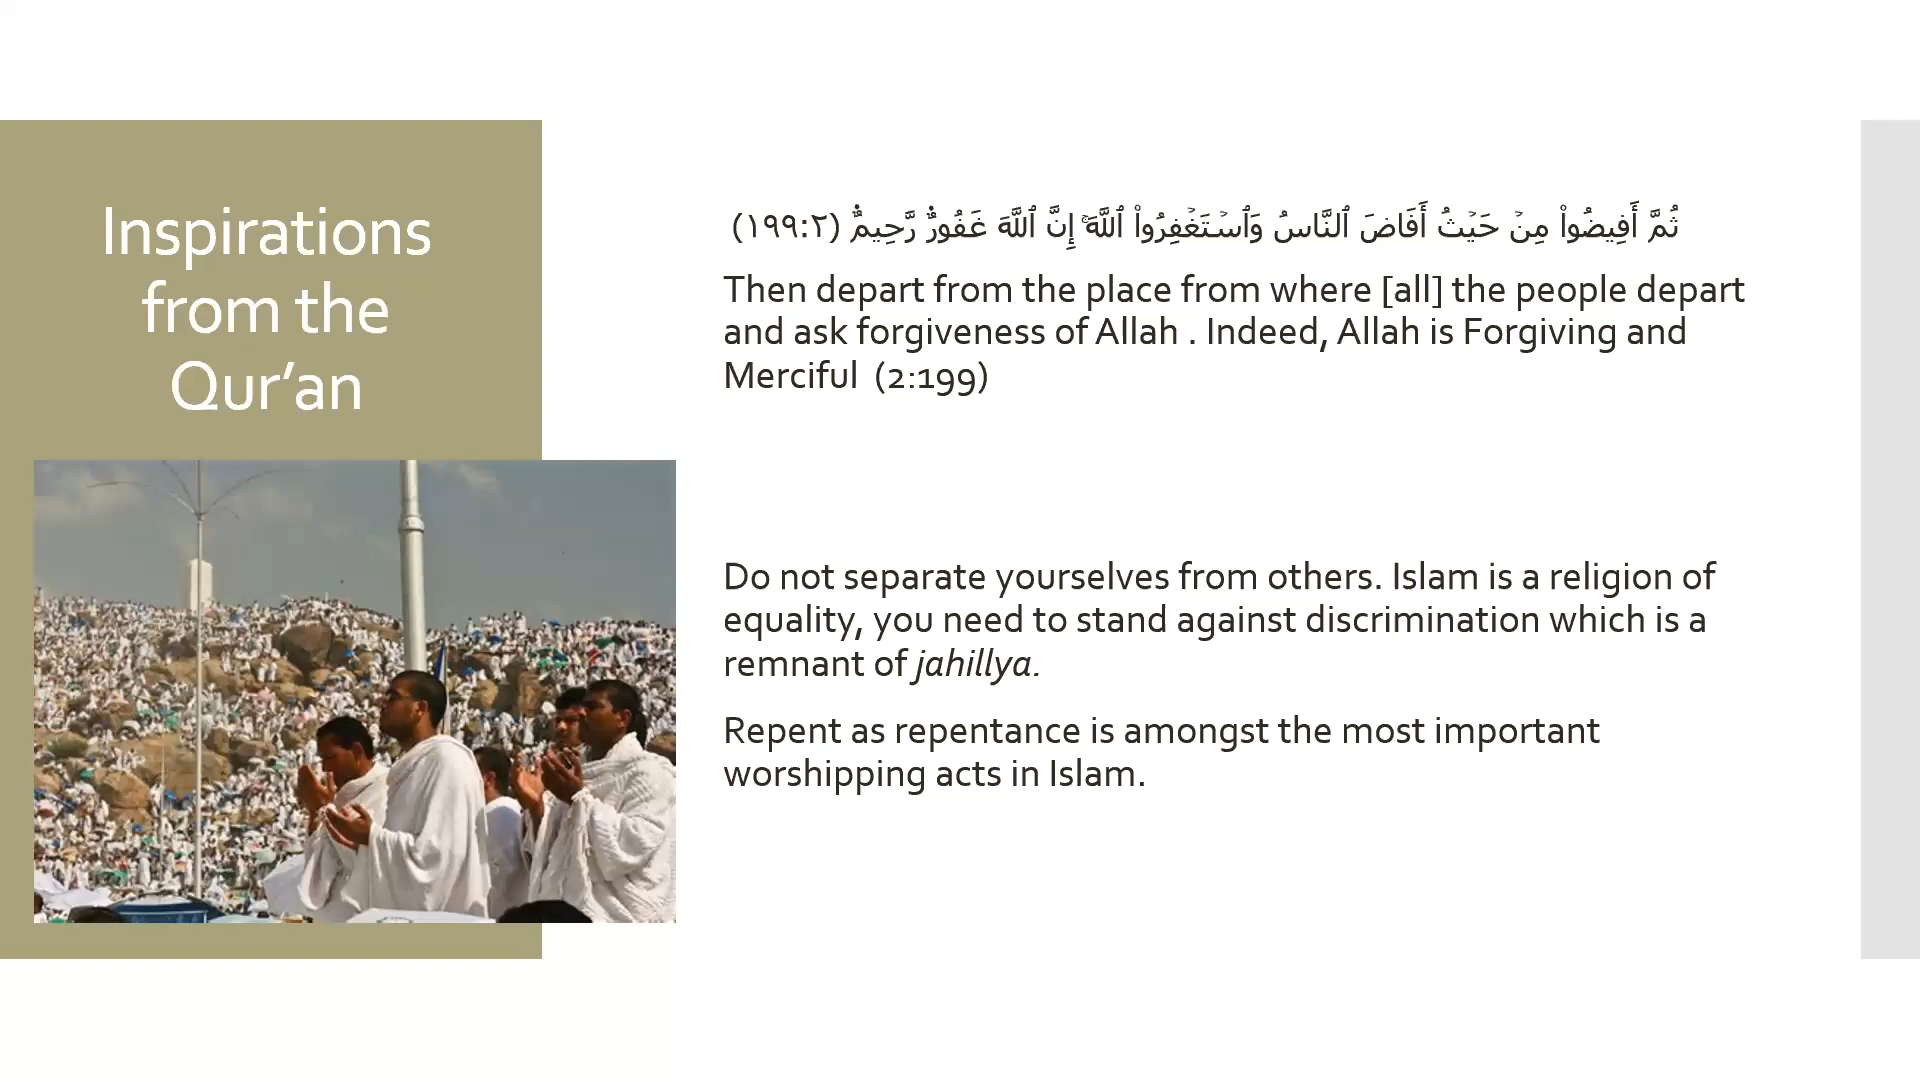 Inspirations
from the
Qur’an
ثُمَّ أَفِيضُواْ مِنۡ حَيۡثُ أَفَاضَ ٱلنَّاسُ وَٱسۡتَغۡفِرُواْ ٱللَّهَۚ إِنَّ ٱللَّهَ غَفُورٌ۬ رَّحِيمٌ۬ (١٩٩:٢)
Then depart from the place from where [all] the people depart
and ask forgiveness of Allah . Indeed, Allah is Forgiving and
Merciful (2:199)
Do not separate yourselves from others. Islam is a religion of
equality, you need to stand against discrimination which is a
remnant of jahillya.
Repent as repentance is amongst the most important
worshipping acts in Islam.